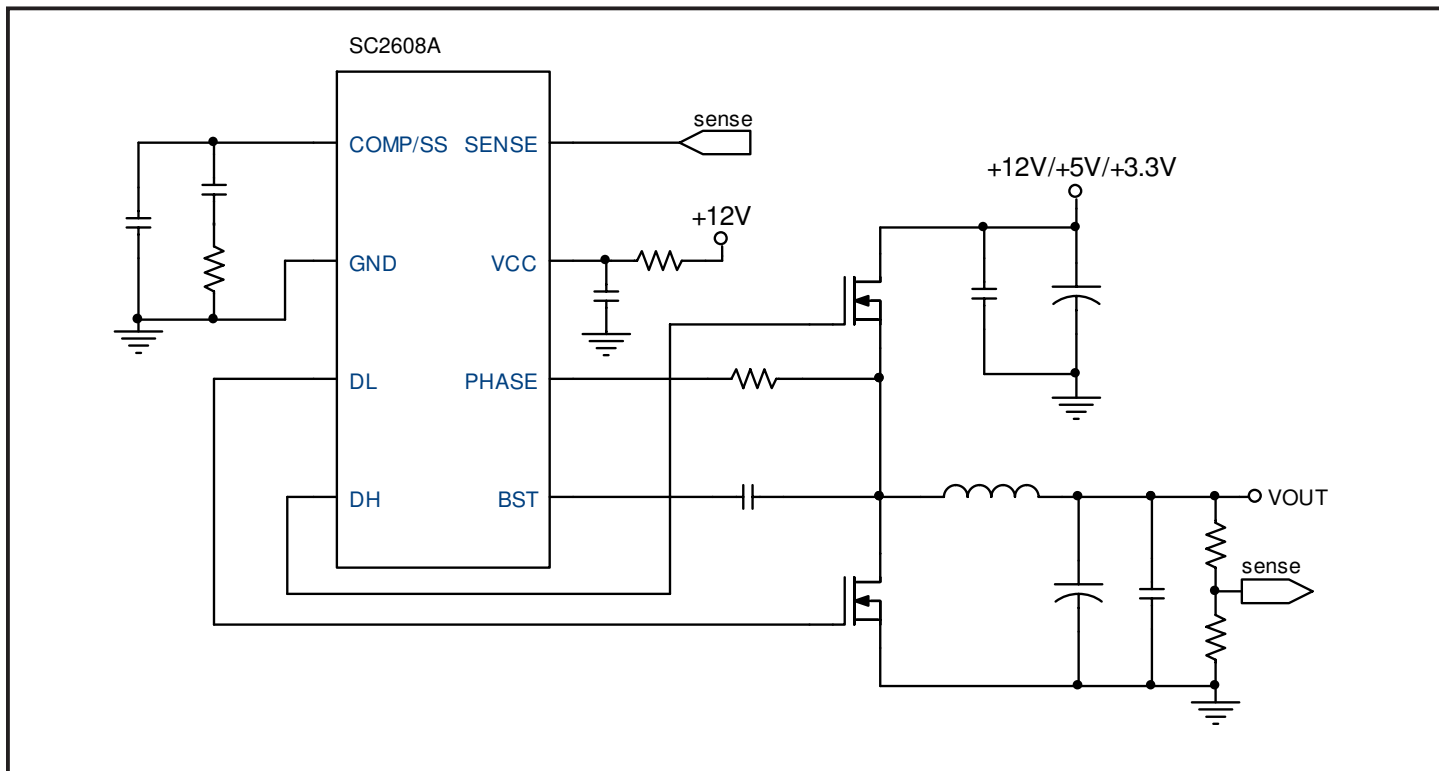 SC2608A
COMP/SS SENSE
sense
+12V/+5V/+3.3V
+12V
GND VCC
DL PHASE
DH BST
VOUT
sense